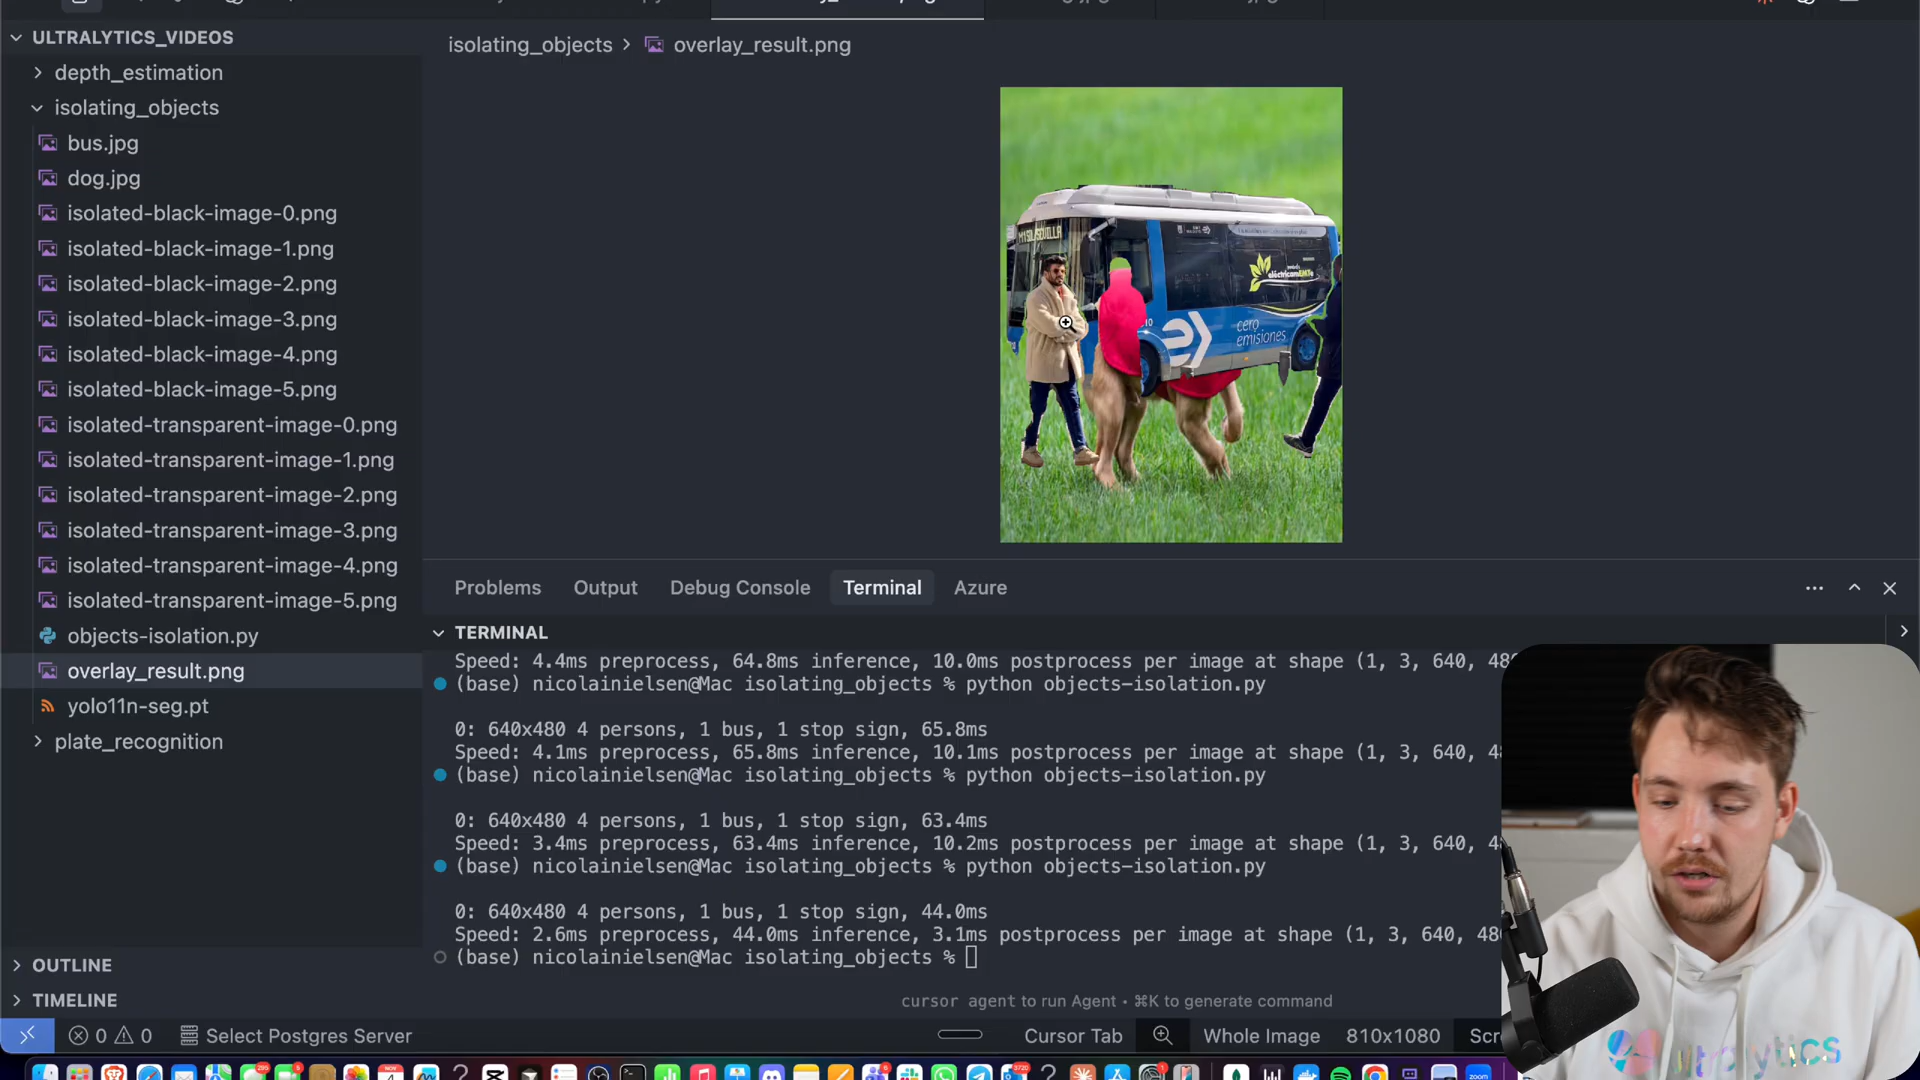 ULTRALYTICS_VIDEOS
depth_estimation
isolating_objects
bus.jpg
dog.jpg
isolated-black-image-0.png
isolated-black-image-1.png
isolated-black-image-2.png
isolated-black-image-3.png
isolated-black-image-4.png
isolated-black-image-5.png
isolated-transparent-image-0.png
isolated-transparent-image-1.png
isolated-transparent-image-2.png
isolated-transparent-image-3.png
isolated-transparent-image-4.png
isolated-transparent-image-5.png
objects-isolation.py
overlay_result.png
yolo11n-seg.pt
plate_recognition
OUTLINE
TIMELINE
isolating_objects > overlay_result.png
cero
emisiones
Problems Output Debug Console Terminal Azure
TERMINAL
Speed: 4.4ms preprocess, 64.8ms inference, 10.0ms postprocess per image at shape (1, 3, 640, 48
(base) nicolainielsen@Mac isolating_objects % python objects-isolation.py
0: 640x480 4 persons, 1 bus, 1 stop sign, 65.8ms
Speed: 4.1ms preprocess, 65.8ms inference, 10.1ms postprocess per image at shape (1, 3, 640, 48
(base) nicolainielsen@Mac isolating_objects % python objects-isolation.py
0: 640x480 4 persons, 1 bus, 1 stop sign, 63.4ms
Speed: 3.4ms preprocess, 63.4ms inference, 10.2ms postprocess per image at shape (1, 3, 640, 48
(base) nicolainielsen@Mac isolating_objects % python objects-isolation.py
0: 640x480 4 persons, 1 bus, 1 stop sign, 44.0ms
Speed: 2.6ms preprocess, 44.0ms inference, 3.1ms postprocess per image at shape (1, 3, 640, 48
(base) nicolainielsen@Mac isolating_objects %
cursor agent to run Agent • ⌘K to generate command
0 0 Select Postgres Server Cursor Tab Whole Image 810x1080 Scr
ultralytics